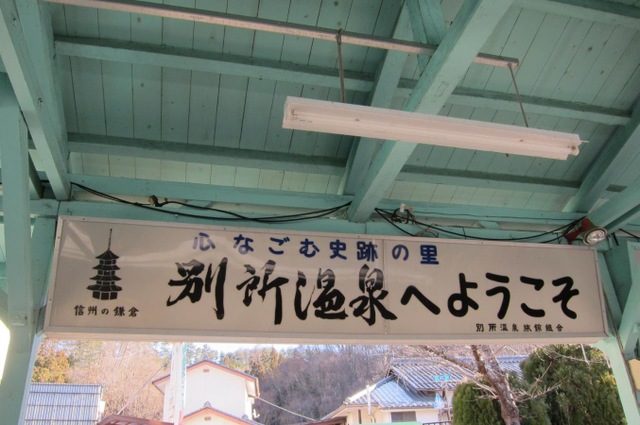 心なごむ史跡の里
別所温泉へようこそ
信州の鎌倉
別所温泉旅館組合